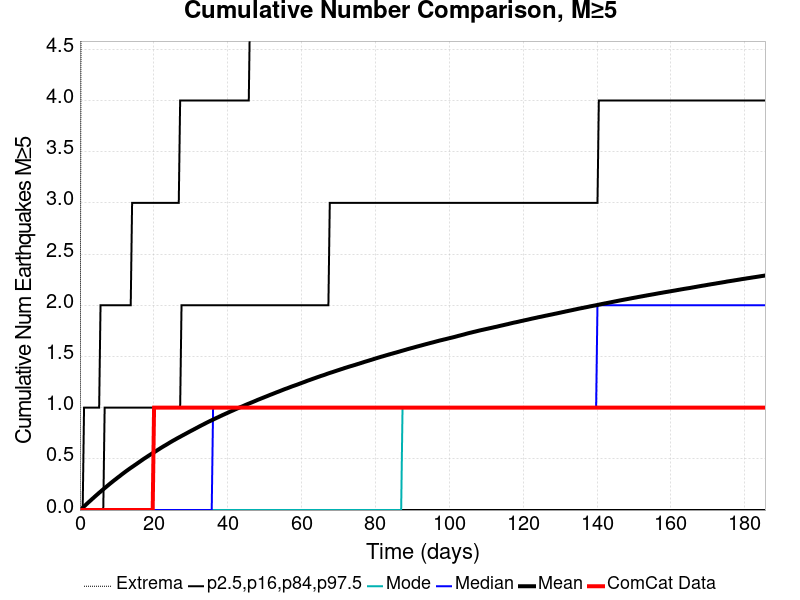 Cumulative Number Comparison, M≥5
Cumulative Num Earthquakes M≥5
4.5
4.0
3.5
3.0
2.5
2.0
1.5
1.0
0.5
0.0
0 20 40 60 80 100 120 140 160 180
Time (days)
Extrema p2.5,p16,p84,p97.5 Mode Median Mean ComCat Data